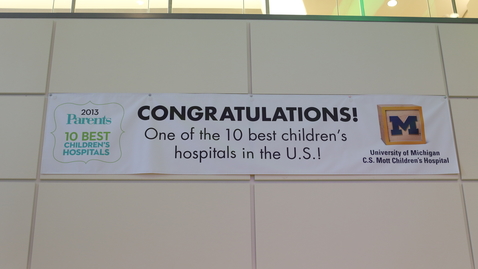 2013
Parents
10 BEST
CHILDREN'S
HOSPITALS
CONGRATULATIONS!
One of the 10 best children's
hospitals in the U.S.!
M
University of Michigan
C.S. Mott Children's Hospital